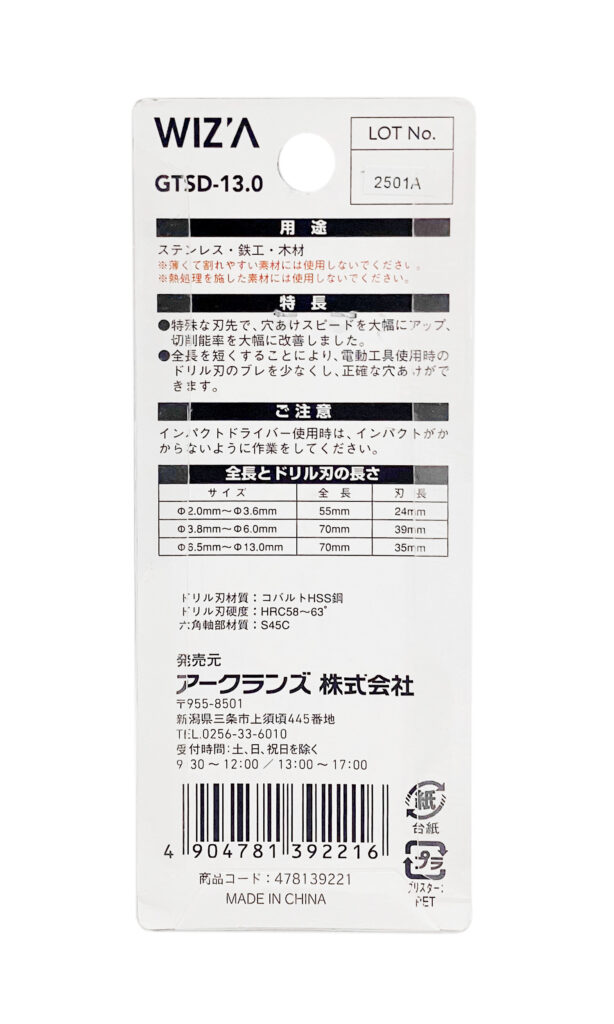 WIZ'A
LOT No.
GTSD-13.0
2501A
用途
ステンレス・鉄工・木材
※薄くて割れやすい素材には使用しないでください。
※熱処理を施した素材には使用しないでください。
特長
●特殊な刃先で、穴あけスピードを大幅にアップ、
切削能率を大幅に改善しました。
●全長を短くすることにより、電動工具使用時の
ドリル刃のブレを少なくし、正確な穴あけがで
きます。
ご注意
インパクトドライバー使用時は、インパクトがか
からないように作業をしてください。
全長とドリル刃の長さ
サイズ 全長 刃長
Φ2.0mm～Φ3.6mm 55mm 24mm
Φ3.8mm～Φ6.0mm 70mm 39mm
Φ6.5mm～Φ13.0mm 70mm 35mm
ドリル刃材質：コバルトHSS鋼
ドリル刃硬度：HRC58～63°
六角軸部材質：S45C
発売元
アークランズ 株式会社
〒955-8501
新潟県三条市上須頃445番地
TEL.0256-33-6010
受付時間：土、日、祝日を除く
9:30～12:00／13:00～17:00
4 904781 392216
商品コード：478139221
MADE IN CHINA
紙
台紙
プラ
ブリスター：
PET